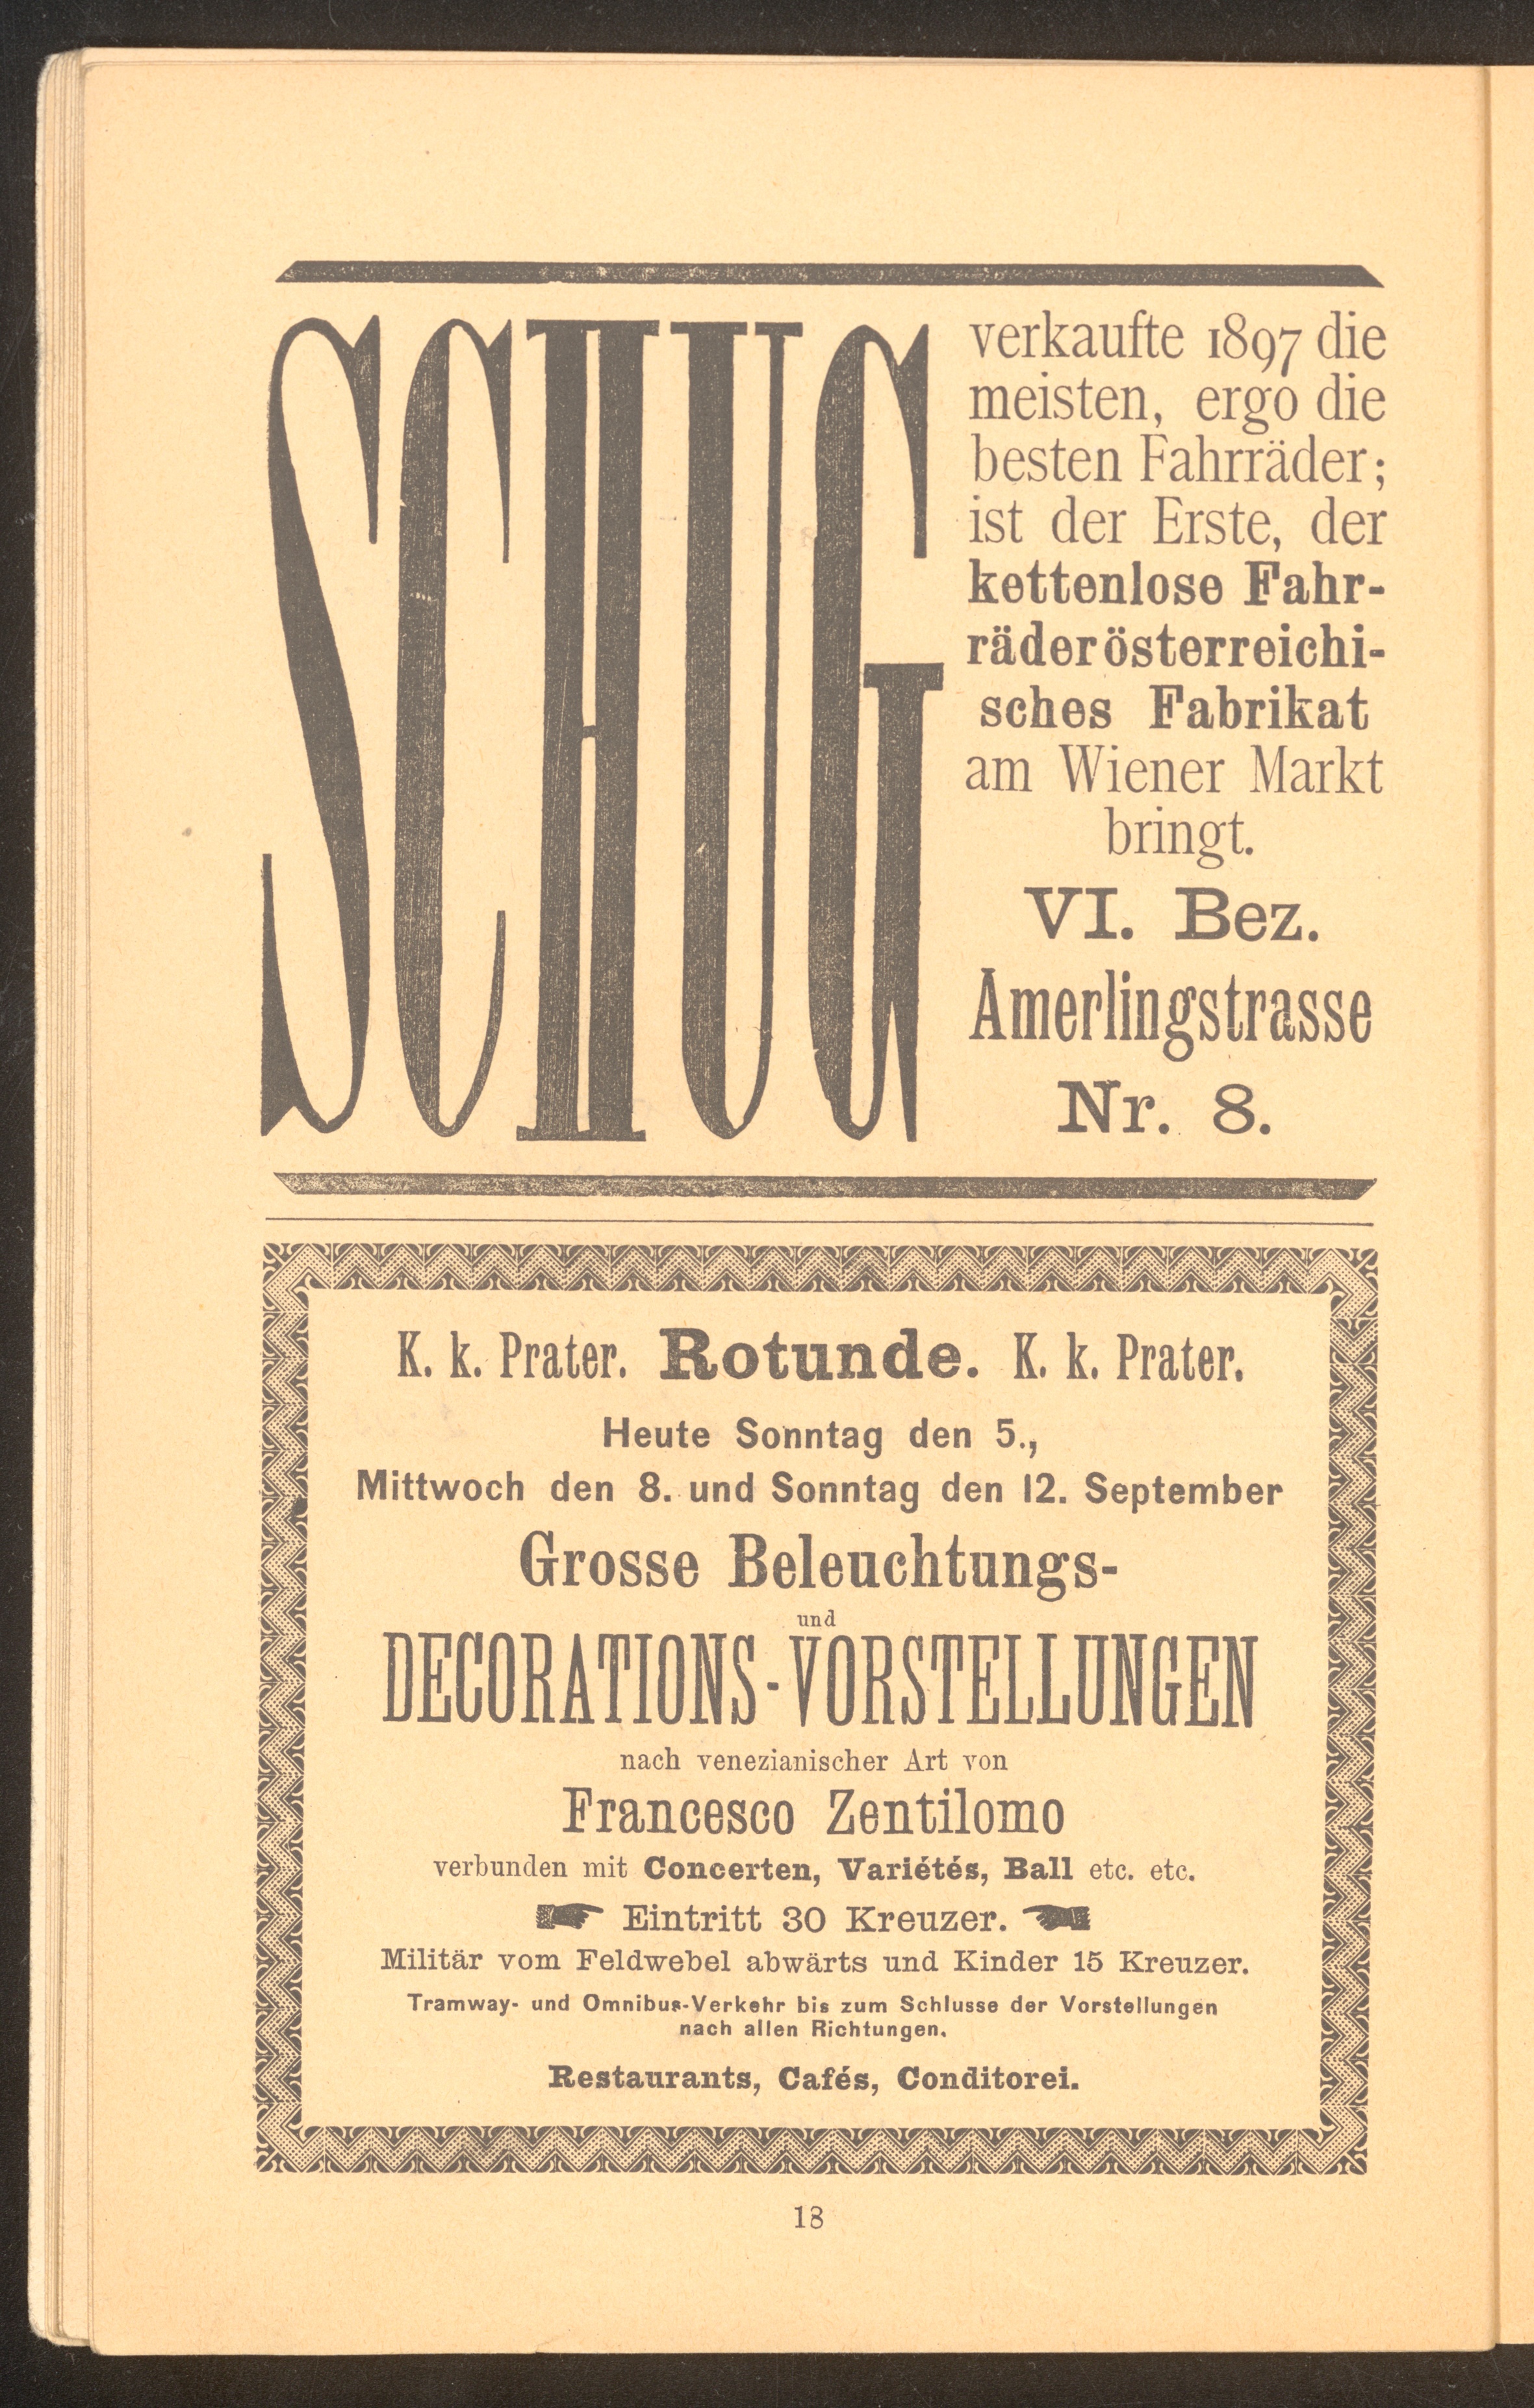 SCHUG
verkaufte 1897 die
meisten, ergo die
besten Fahrräder;
ist der Erste, der
kettenlose Fahr-
räder österreichi-
sches Fabrikat
am Wiener Markt
bringt.
VI. Bez.
Amerlingstrasse
Nr. 8.
K. k. Prater. Rotunde. K. k. Prater.
Heute Sonntag den 5.,
Mittwoch den 8. und Sonntag den 12. September
Grosse Beleuchtungs-
und
DECORATIONS-VORSTELLUNGEN
nach venezianischer Art von
Francesco Zentilomo
verbunden mit Concerten, Variétés, Ball etc. etc.
Eintritt 30 Kreuzer.
Militär vom Feldwebel abwärts und Kinder 15 Kreuzer.
Tramway- und Omnibus-Verkehr bis zum Schlusse der Vorstellungen
nach allen Richtungen.
Restaurants, Cafés, Conditorei.
18